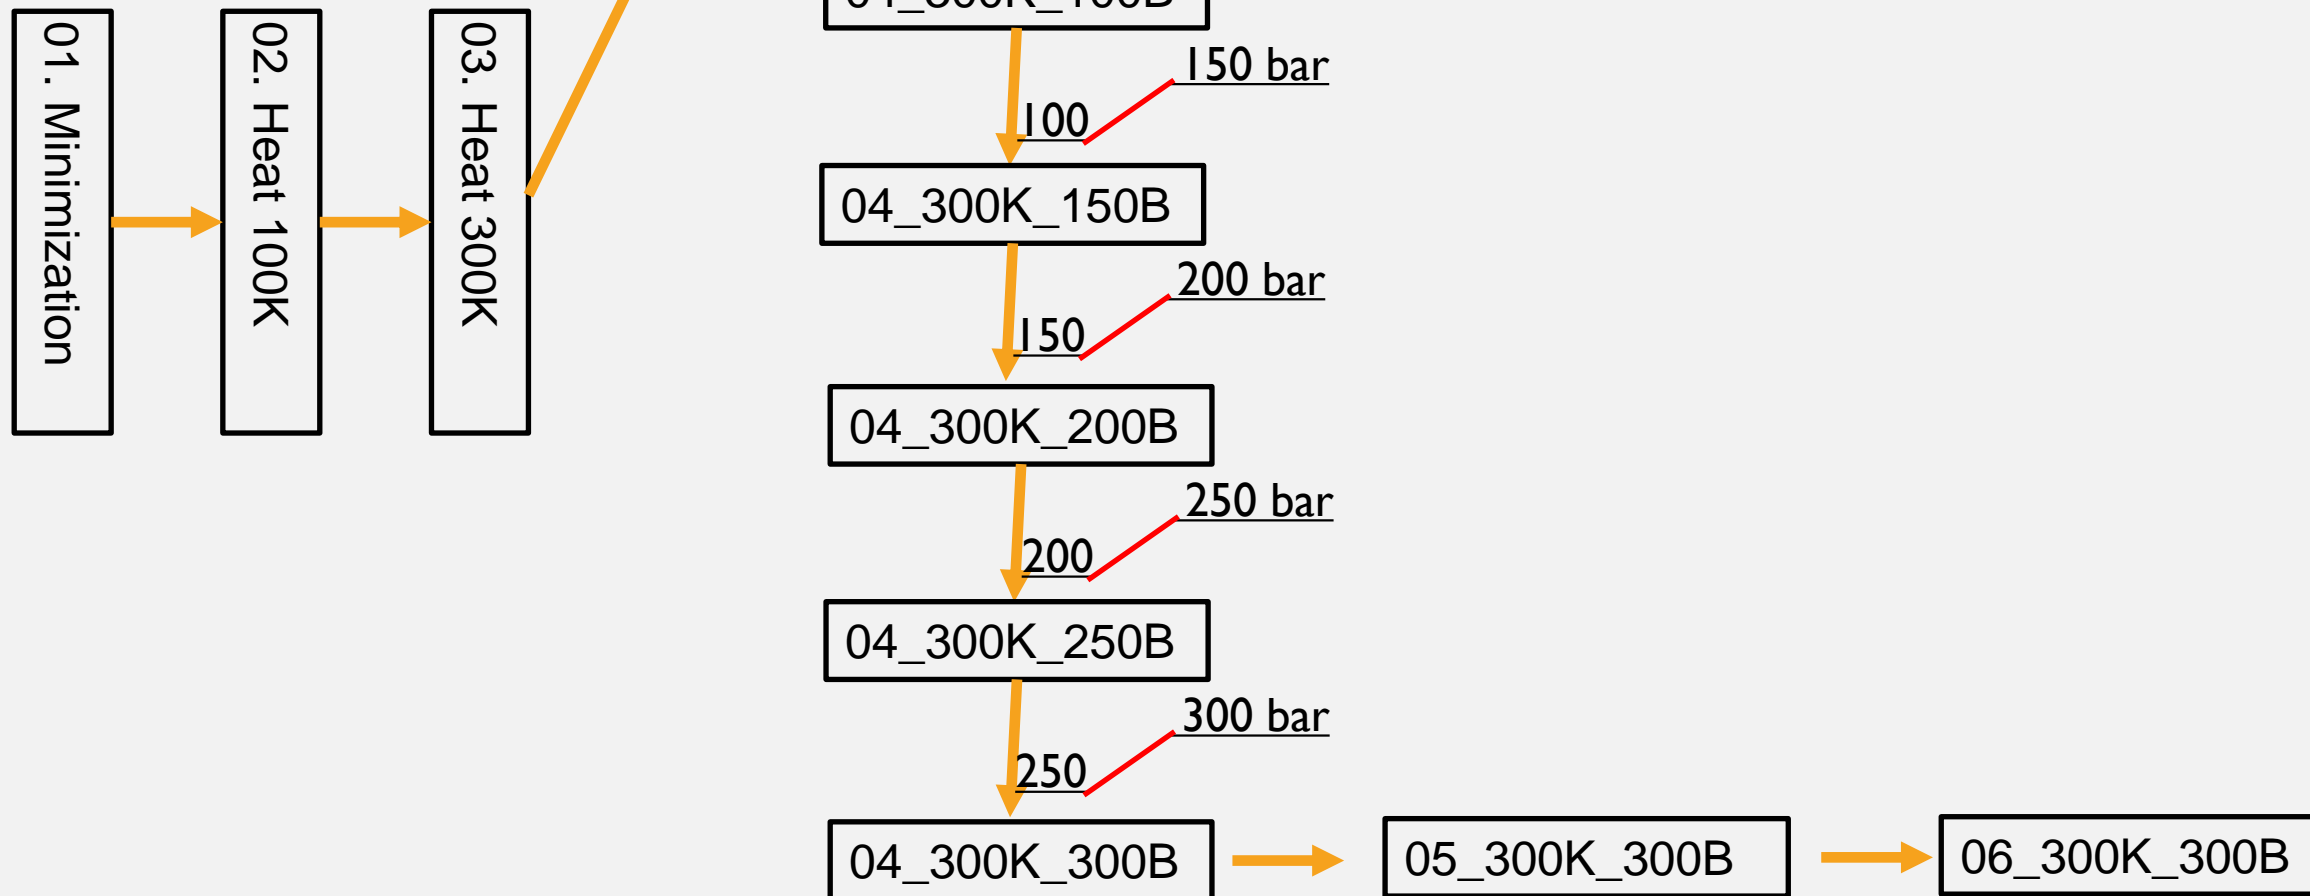 01. Minimization
02. Heat 100K
03. Heat 300K
150 bar
100
04_300K_150B
200 bar
150
04_300K_200B
250 bar
200
04_300K_250B
300 bar
250
04_300K_300B
05_300K_300B
06_300K_300B